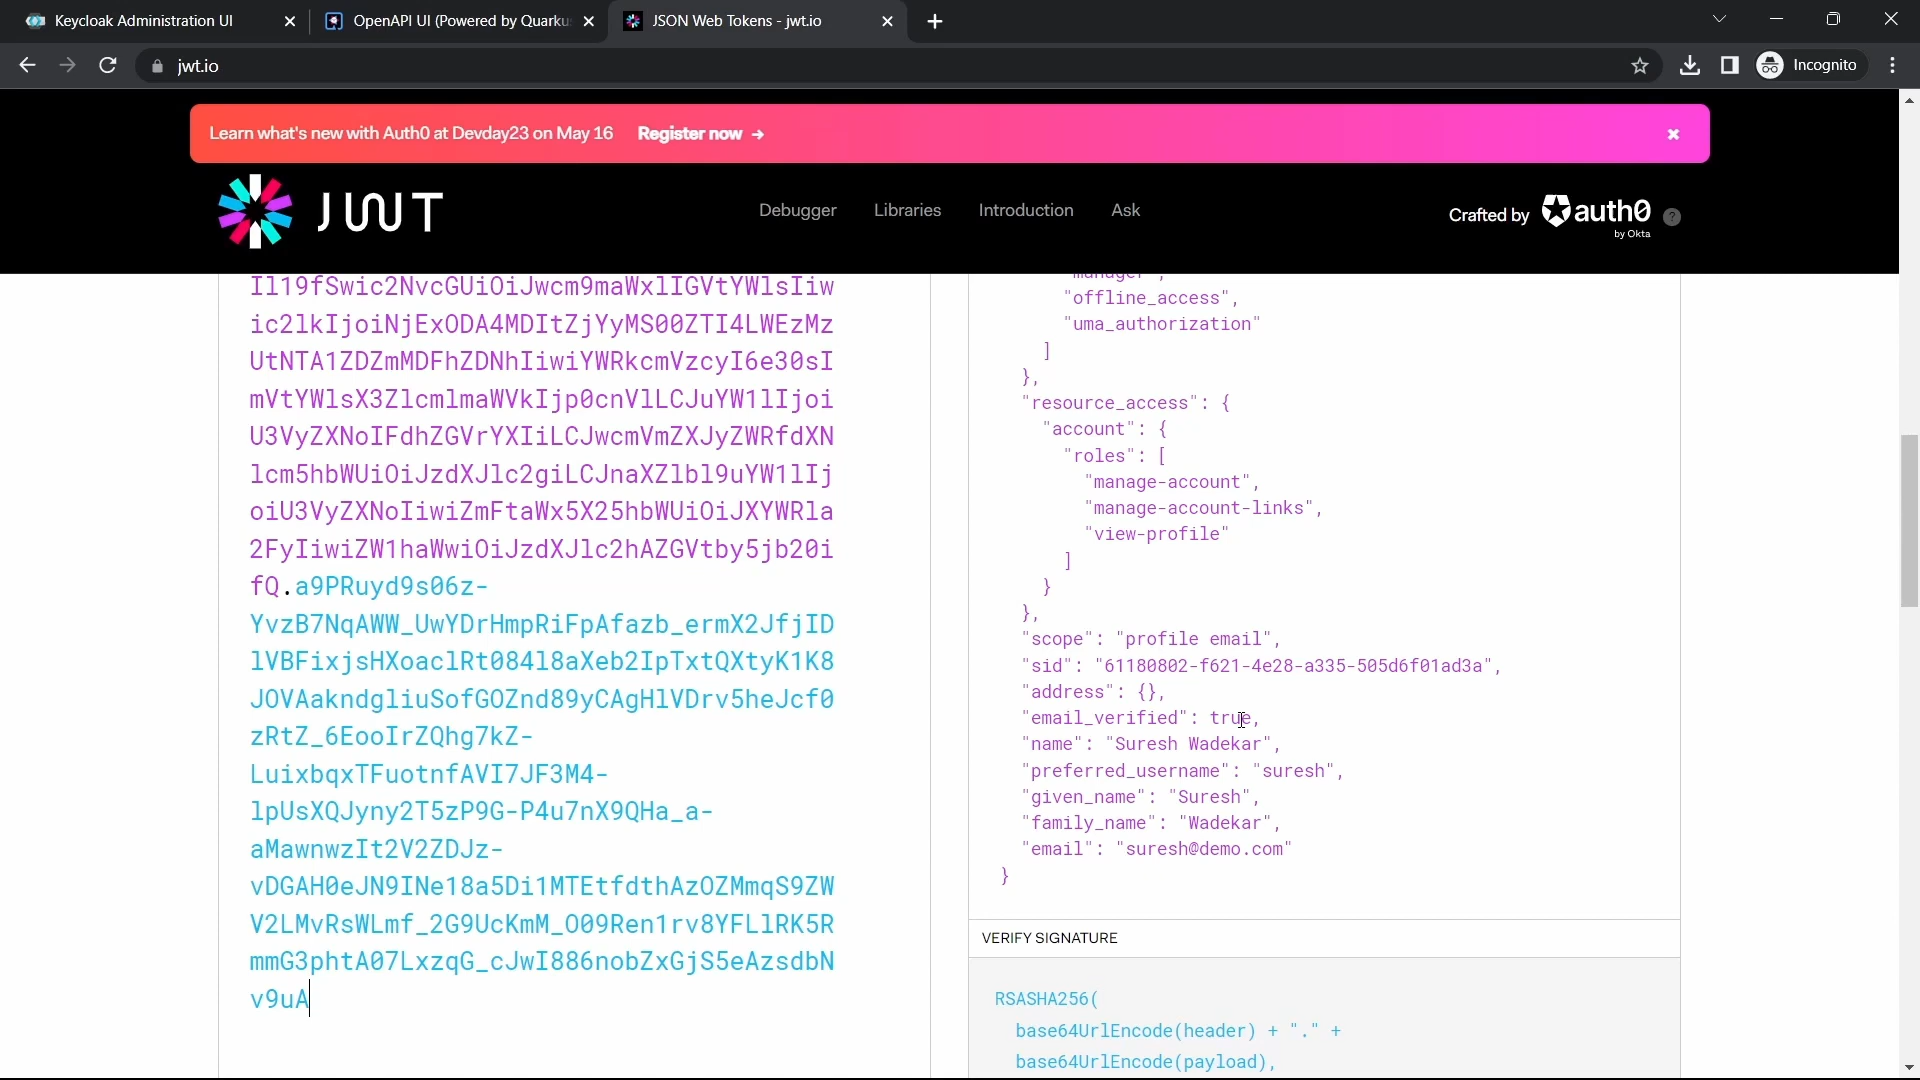 Keycloak Administration UI
OpenAPI UI (Powered by Quarkus
JSON Web Tokens - jwt.io
jwt.io
Incognito
Learn what's new with Auth0 at Devday23 on May 16 Register now →
JWT
Debugger Libraries Introduction Ask
Crafted by auth0
by Okta
Il19fSwic2NvcGUiOiJwcm9maWxlIGVtYWlsIiw
ic2lkIjoiNjExODA4MDItZjYyMS00ZTI4LWEzMz
UtNTA1ZDZmMDFhZDNhIiwiYWRkcmVzcyI6e30sI
mVtYWlsX3ZlcmlmaWVkIjp0cnVlLCJuYW1lIjoi
U3VyZXNoIFdhZGVrYXIiLCJwcmVmZXJyZWRfdXN
lcm5hbWUiOiJzdXJlc2giLCJnaXZlbl9uYW1lIj
oiU3VyZXNoIiwiZmFtaWx5X25hbWUiOiJXYWRla
2FyIiwiZW1haWwiOiJzdXJlc2hAZGVtby5jb20i
fQ.a9PRuyd9s06z-
YvzB7NqAWW_UwYDrHmpRiFpAfazb_ermX2JfjID
lVBFixjsHXoaclRt084l8aXeb2IpTxtQXtyK1K8
JOVAakndgliuSofGOZnd89yCAgHlVDrv5heJcf0
zRtZ_6EooIrZQhg7kZ-
LuixbqxTFuotnfAVI7JF3M4-
lpUsXQJyny2T5zP9G-P4u7nX9QHa_a-
aMawnwzIt2V2ZDJz-
vDGAH0eJN9INe18a5Di1MTEtfdthAzOZMmqS9ZW
V2LMvRsWLmf_2G9UcKmM_O09Ren1rv8YFLlRK5R
mmG3phtA07LxzqG_cJwI886nobZxGjS5eAzsdbN
v9uA
"manager",
"offline_access",
"uma_authorization"
]
},
"resource_access": {
"account": {
"roles": [
"manage-account",
"manage-account-links",
"view-profile"
]
}
},
"scope": "profile email",
"sid": "61180802-f621-4e28-a335-505d6f01ad3a",
"address": {},
"email_verified": true,
"name": "Suresh Wadekar",
"preferred_username": "suresh",
"given_name": "Suresh",
"family_name": "Wadekar",
"email": "suresh@demo.com"
}
VERIFY SIGNATURE
RSASHA256(
base64UrlEncode(header) + "." +
base64UrlEncode(payload),